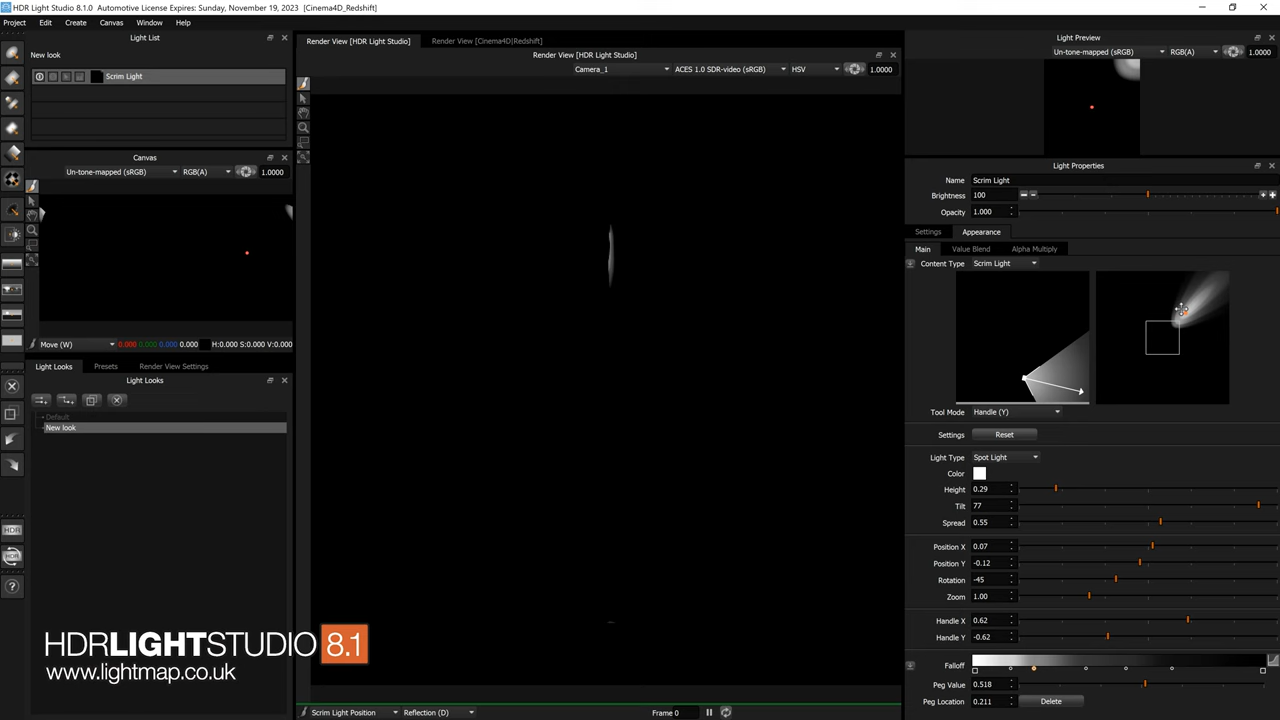 HDR Light Studio 8.1.0 Automotive License Expires: Sunday, November 19, 2023 [Cinema4D_Redshift]
Project Edit Create Canvas Window Help
Light List
New look
Scrim Light
Canvas
Un-tone-mapped (sRGB) RGB(A) 1.0000
Move (W) 0.000 0.000 0.000 0.000 H:0.000 S:0.000 V:0.000
Light Looks Presets Render View Settings
Light Looks
Default
New look
HDR
HDR
HDRLIGHTSTUDIO 8.1
www.lightmap.co.uk
Render View [HDR Light Studio] Render View [Cinema4D|Redshift]
Render View [HDR Light Studio]
Camera_1 ACES 1.0 SDR-video (sRGB) HSV 1.0000
Scrim Light Position Reflection (D) Frame 0
Light Preview
Un-tone-mapped (sRGB) RGB(A) 1.0000
Light Properties
Name Scrim Light
Brightness 100
Opacity 1.000
Settings Appearance
Main Value Blend Alpha Multiply
Content Type Scrim Light
Tool Mode Handle (Y)
Settings Reset
Light Type Spot Light
Color
Height 0.29
Tilt 77
Spread 0.55
Position X 0.07
Position Y -0.12
Rotation -45
Zoom 1.00
Handle X 0.62
Handle Y -0.62
Falloff
Peg Value 0.518
Peg Location 0.211 Delete